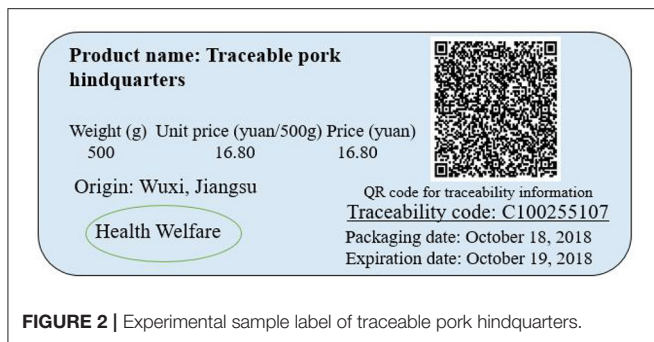 Product name: Traceable pork
hindquarters
Weight (g) Unit price (yuan/500g) Price (yuan)
500 16.80 16.80
Origin: Wuxi, Jiangsu
Health Welfare
QR code for traceability information
Traceability code: C100255107
Packaging date: October 18, 2018
Expiration date: October 19, 2018
FIGURE 2 | Experimental sample label of traceable pork hindquarters.